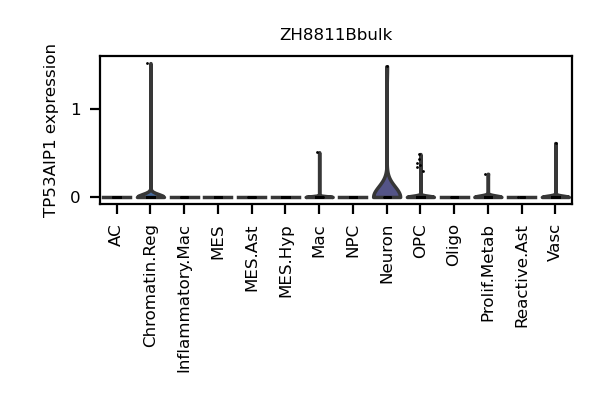 ZH8811Bbulk
TP53AIP1 expression
1
0
AC
Chromatin.Reg
Inflammatory.Mac
MES
MES.Ast
MES.Hyp
Mac
NPC
Neuron
OPC
Oligo
Prolif.Metab
Reactive.Ast
Vasc